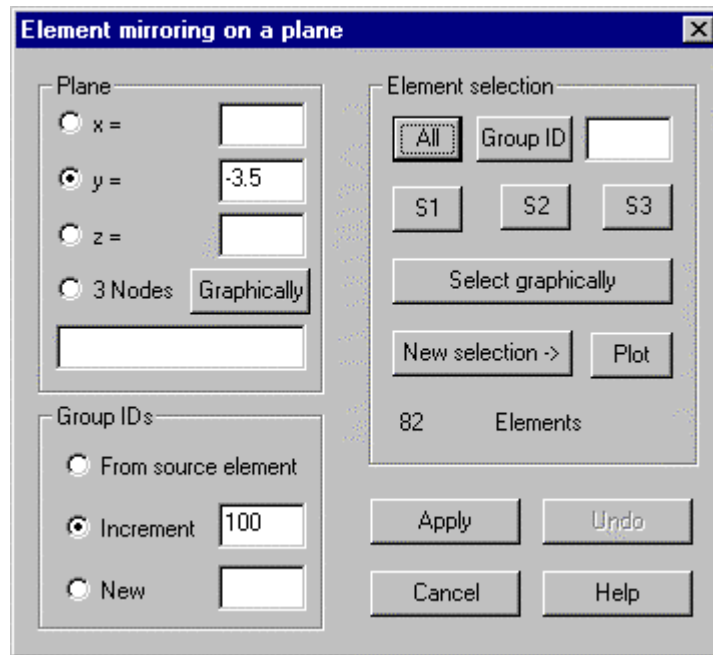 Element mirroring on a plane
Plane
x =
y = -3.5
z =
3 Nodes Graphically
Group IDs
From source element
Increment 100
New
Element selection
All Group ID
S1 S2 S3
Select graphically
New selection -> Plot
82 Elements
Apply Undo
Cancel Help